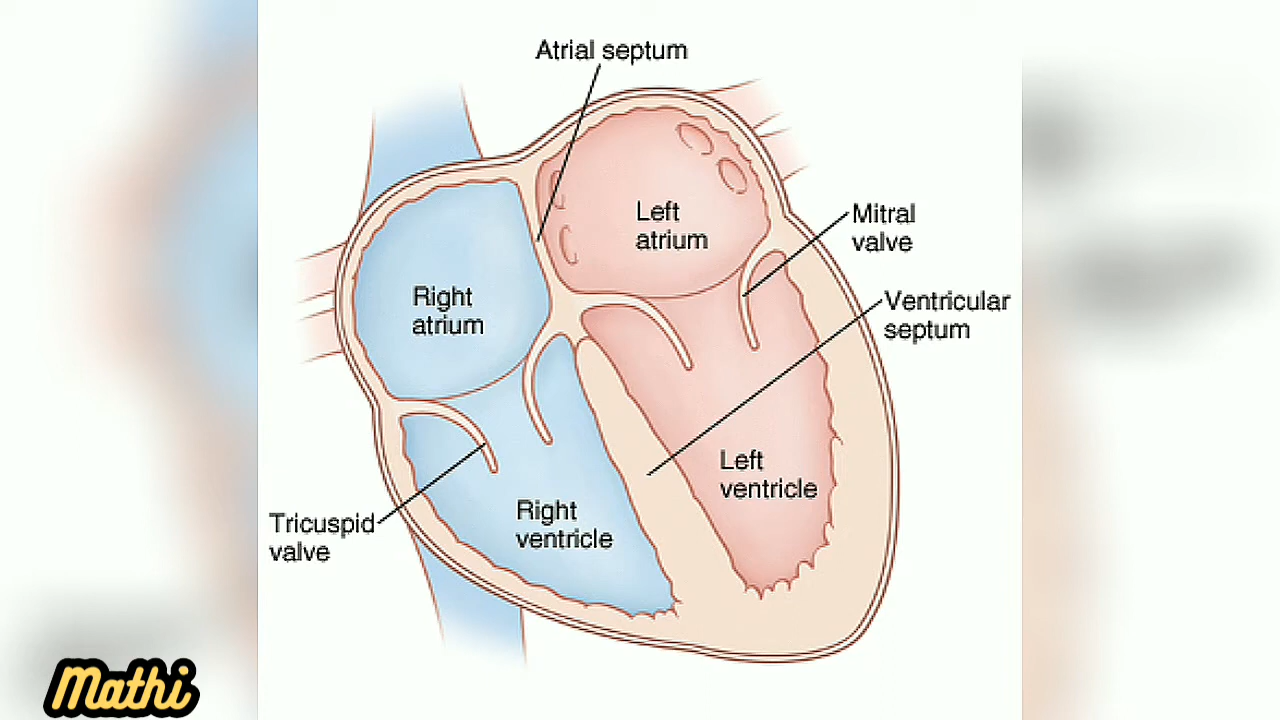 Atrial septum
Left
atrium
Mitral
valve
Right
atrium
Ventricular
septum
Left
ventricle
Right
ventricle
Tricuspid
valve
Mathi